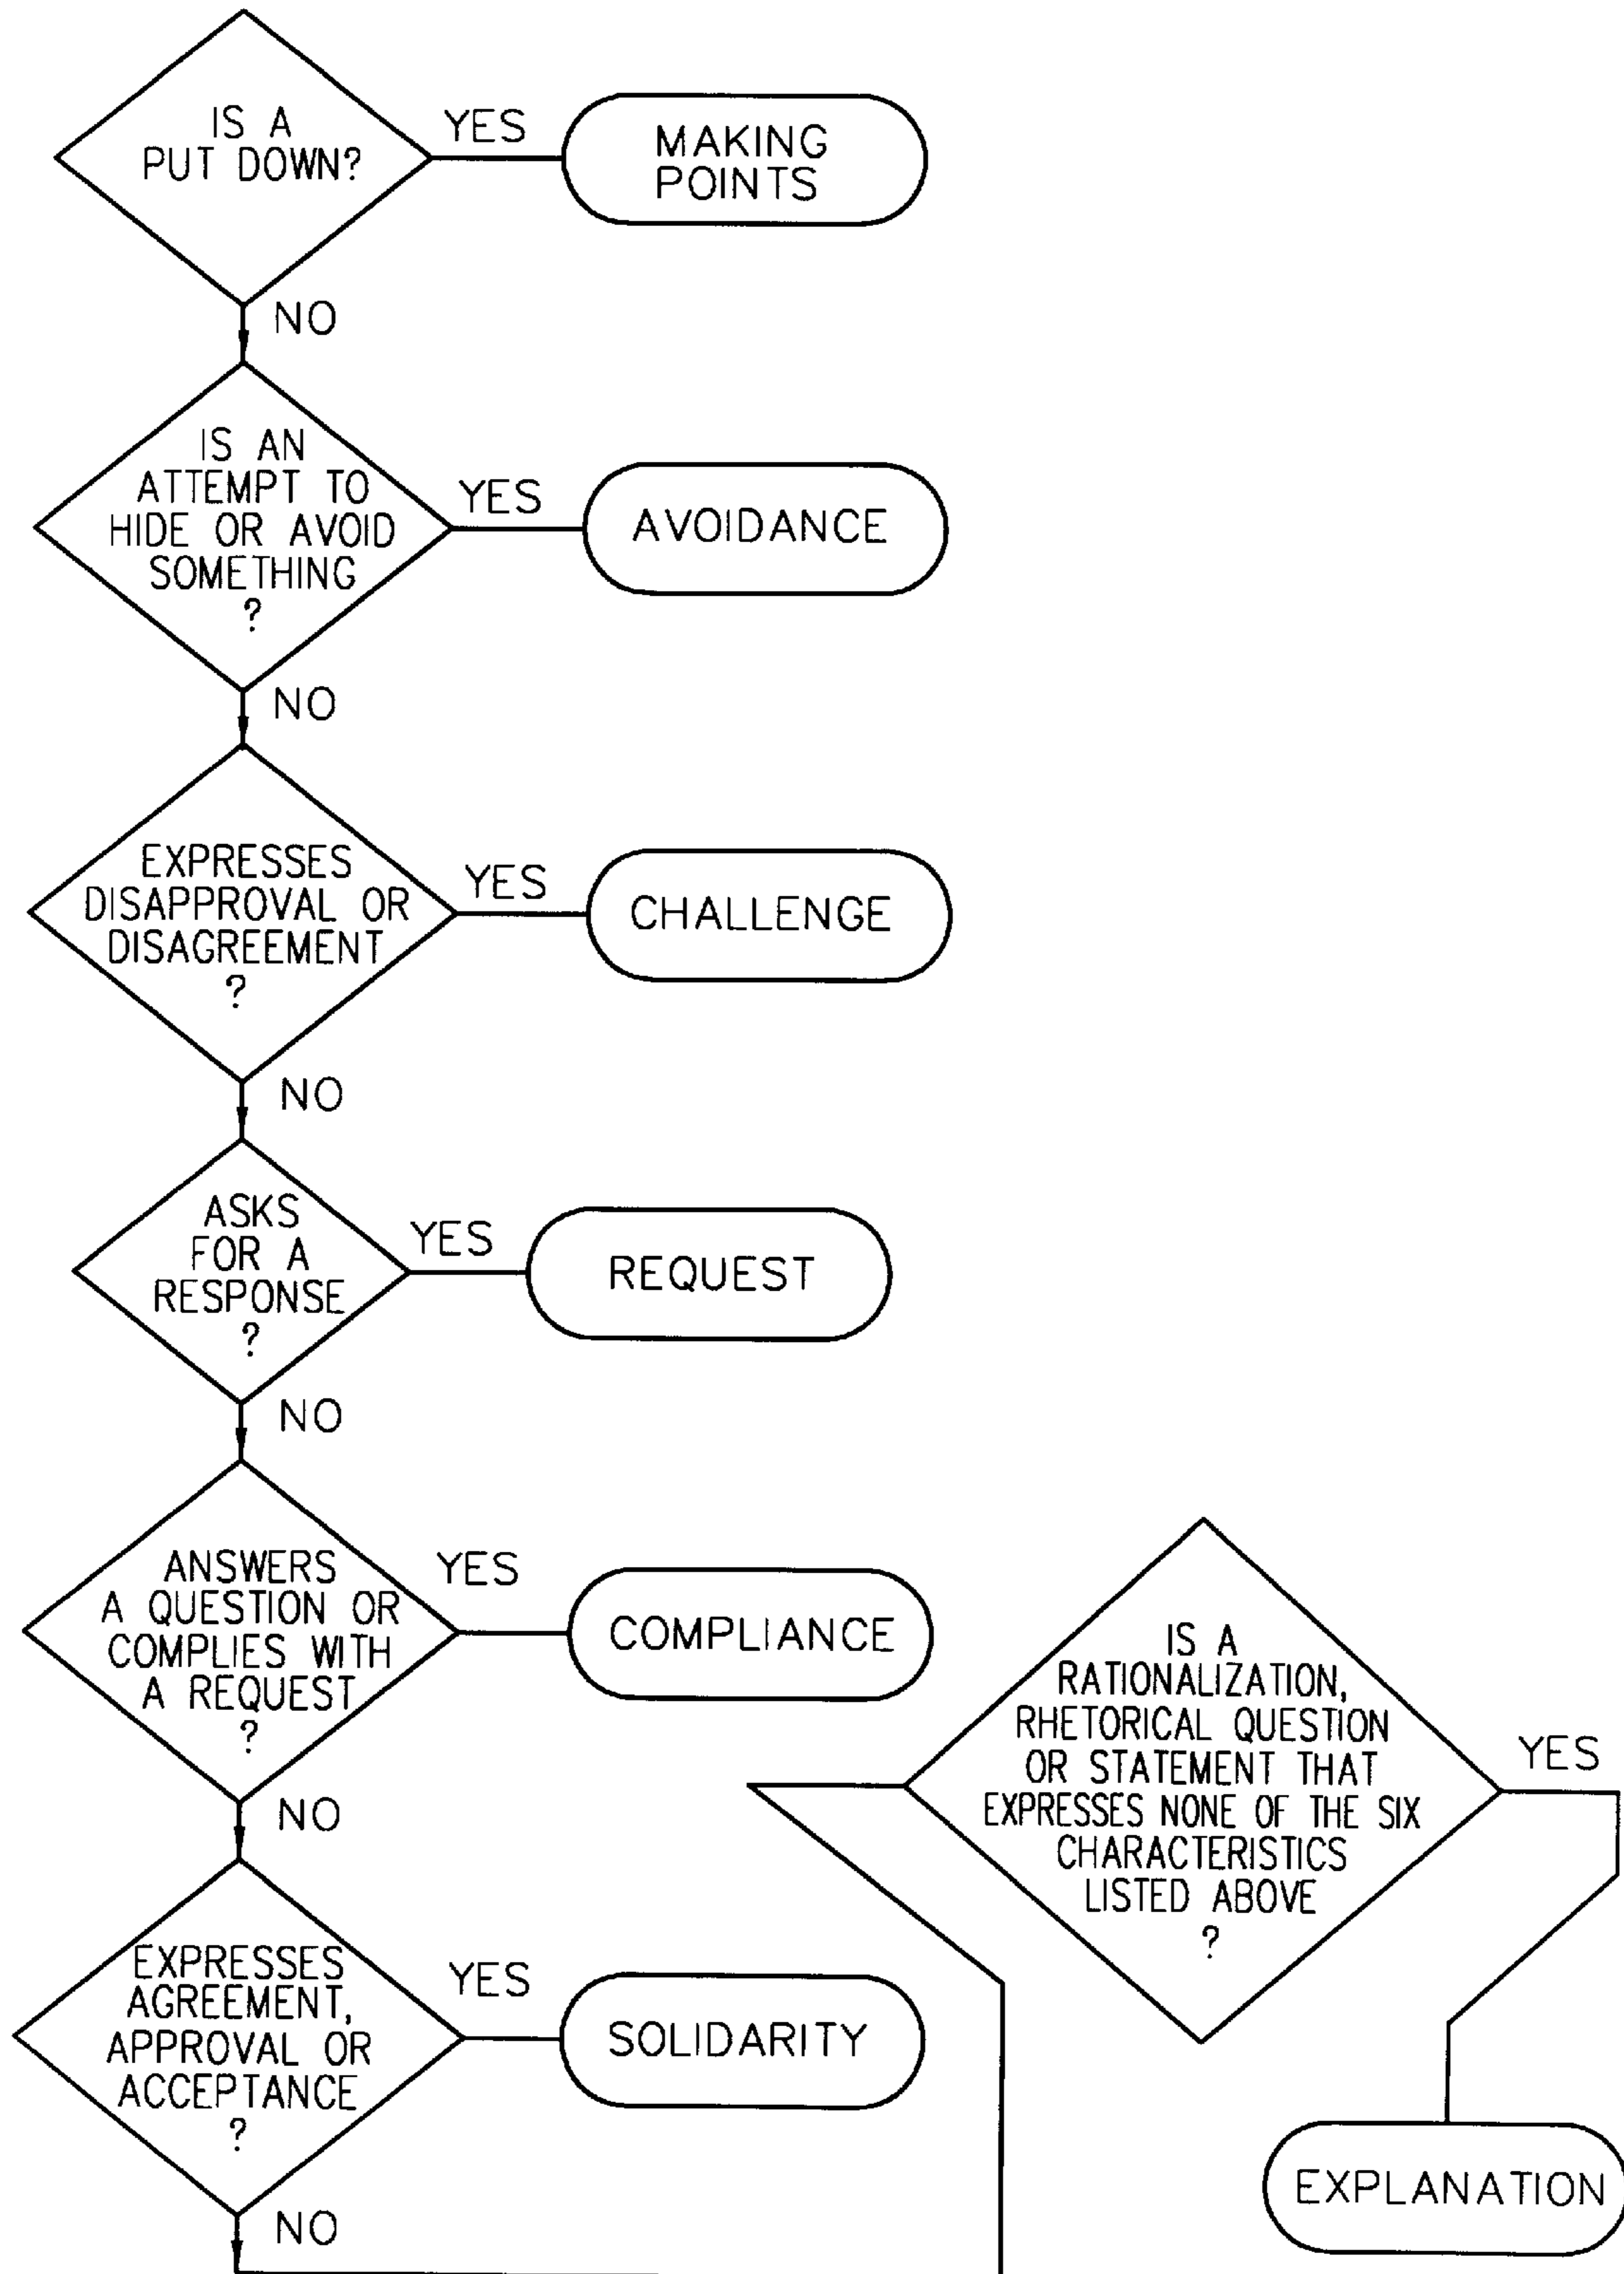 IS A
PUT DOWN?
YES
MAKING
POINTS
NO
IS AN
ATTEMPT TO
HIDE OR AVOID
SOMETHING
?
YES
AVOIDANCE
NO
EXPRESSES
DISAPPROVAL OR
DISAGREEMENT
?
YES
CHALLENGE
NO
ASKS
FOR A
RESPONSE
?
YES
REQUEST
NO
ANSWERS
A QUESTION OR
COMPLIES WITH
A REQUEST
?
YES
COMPLIANCE
NO
EXPRESSES
AGREEMENT,
APPROVAL OR
ACCEPTANCE
?
YES
SOLIDARITY
NO
IS A
RATIONALIZATION,
RHETORICAL QUESTION
OR STATEMENT THAT
EXPRESSES NONE OF THE SIX
CHARACTERISTICS
LISTED ABOVE
?
YES
EXPLANATION